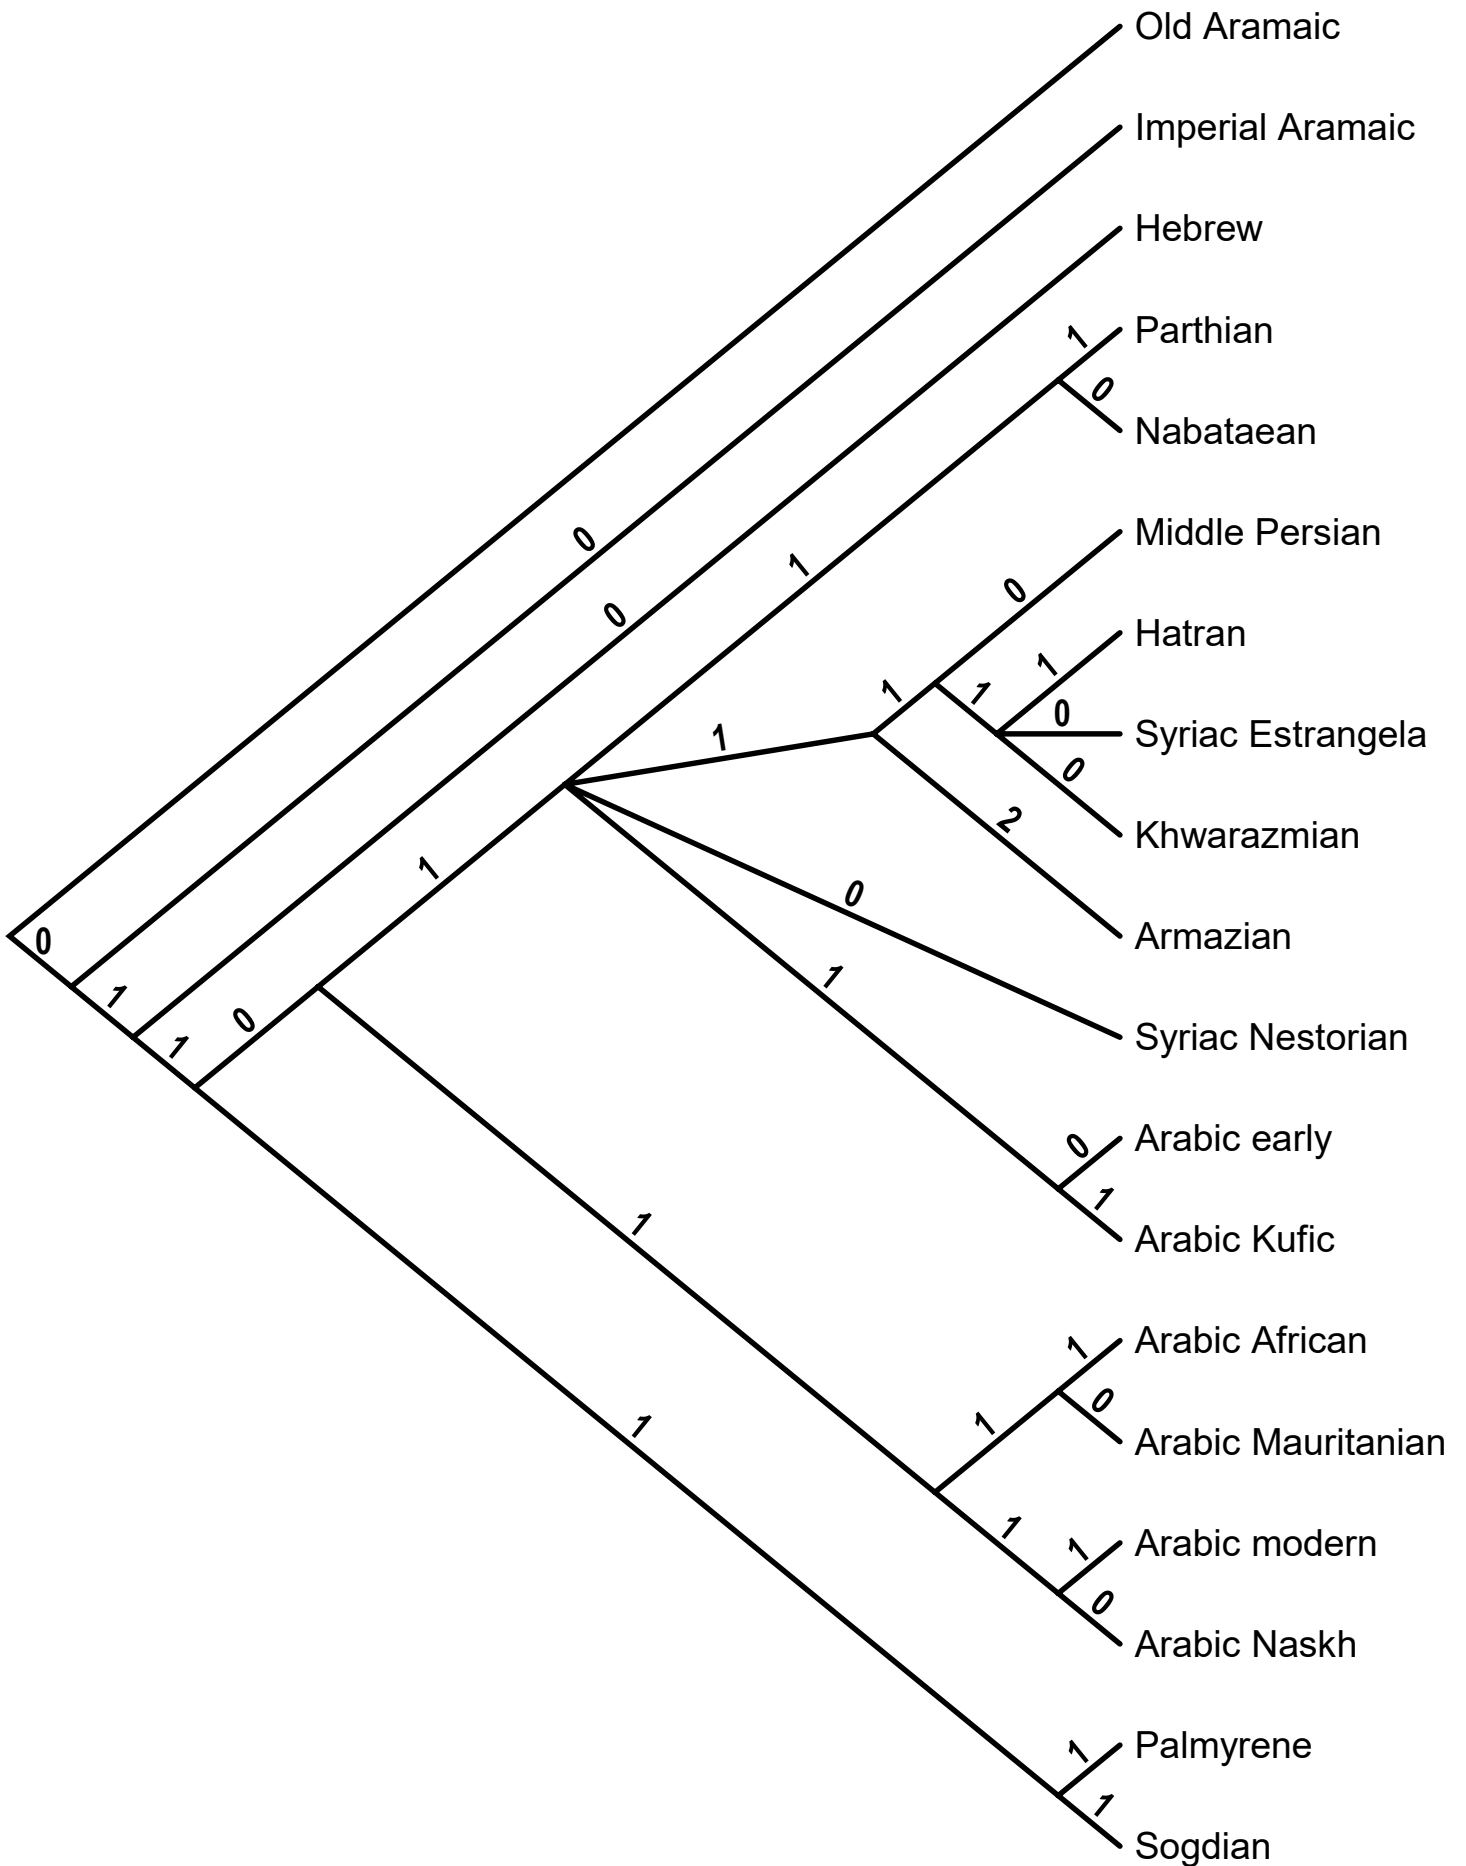 Old Aramaic
Imperial Aramaic
Hebrew
1 Parthian
0
Nabataean
0
Middle Persian
1
0
0
Hatran
1
1 1
0
Syriac Estrangela
1
0
Khwarazmian
2
1
0
Armazian
0
1
1
0
Syriac Nestorian
1
0
Arabic early
1
1
Arabic Kufic
1
Arabic African
0
1
1
Arabic Mauritanian
1
1
Arabic modern
0
Arabic Naskh
1
Palmyrene
1
Sogdian